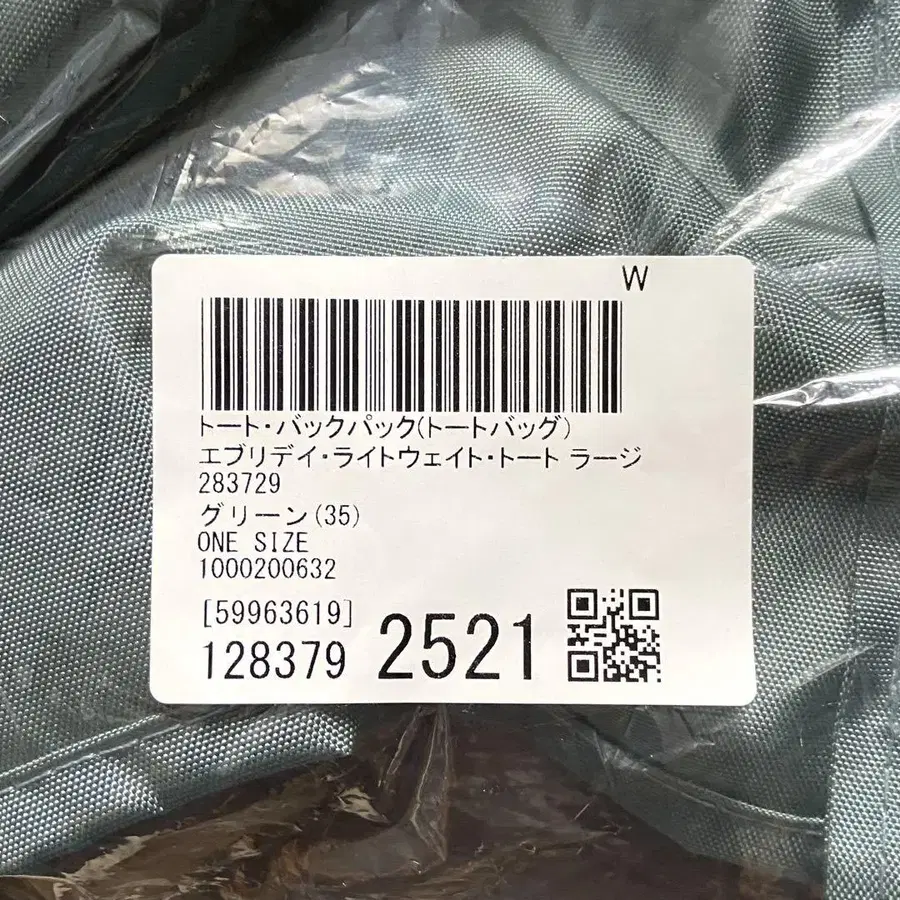 W
トート・バックパック(トートバッグ)
エブリデイ・ライトウェイト・トート ラージ
283729
グリーン(35)
ONE SIZE
1000200632
[59963619]
128379 2521